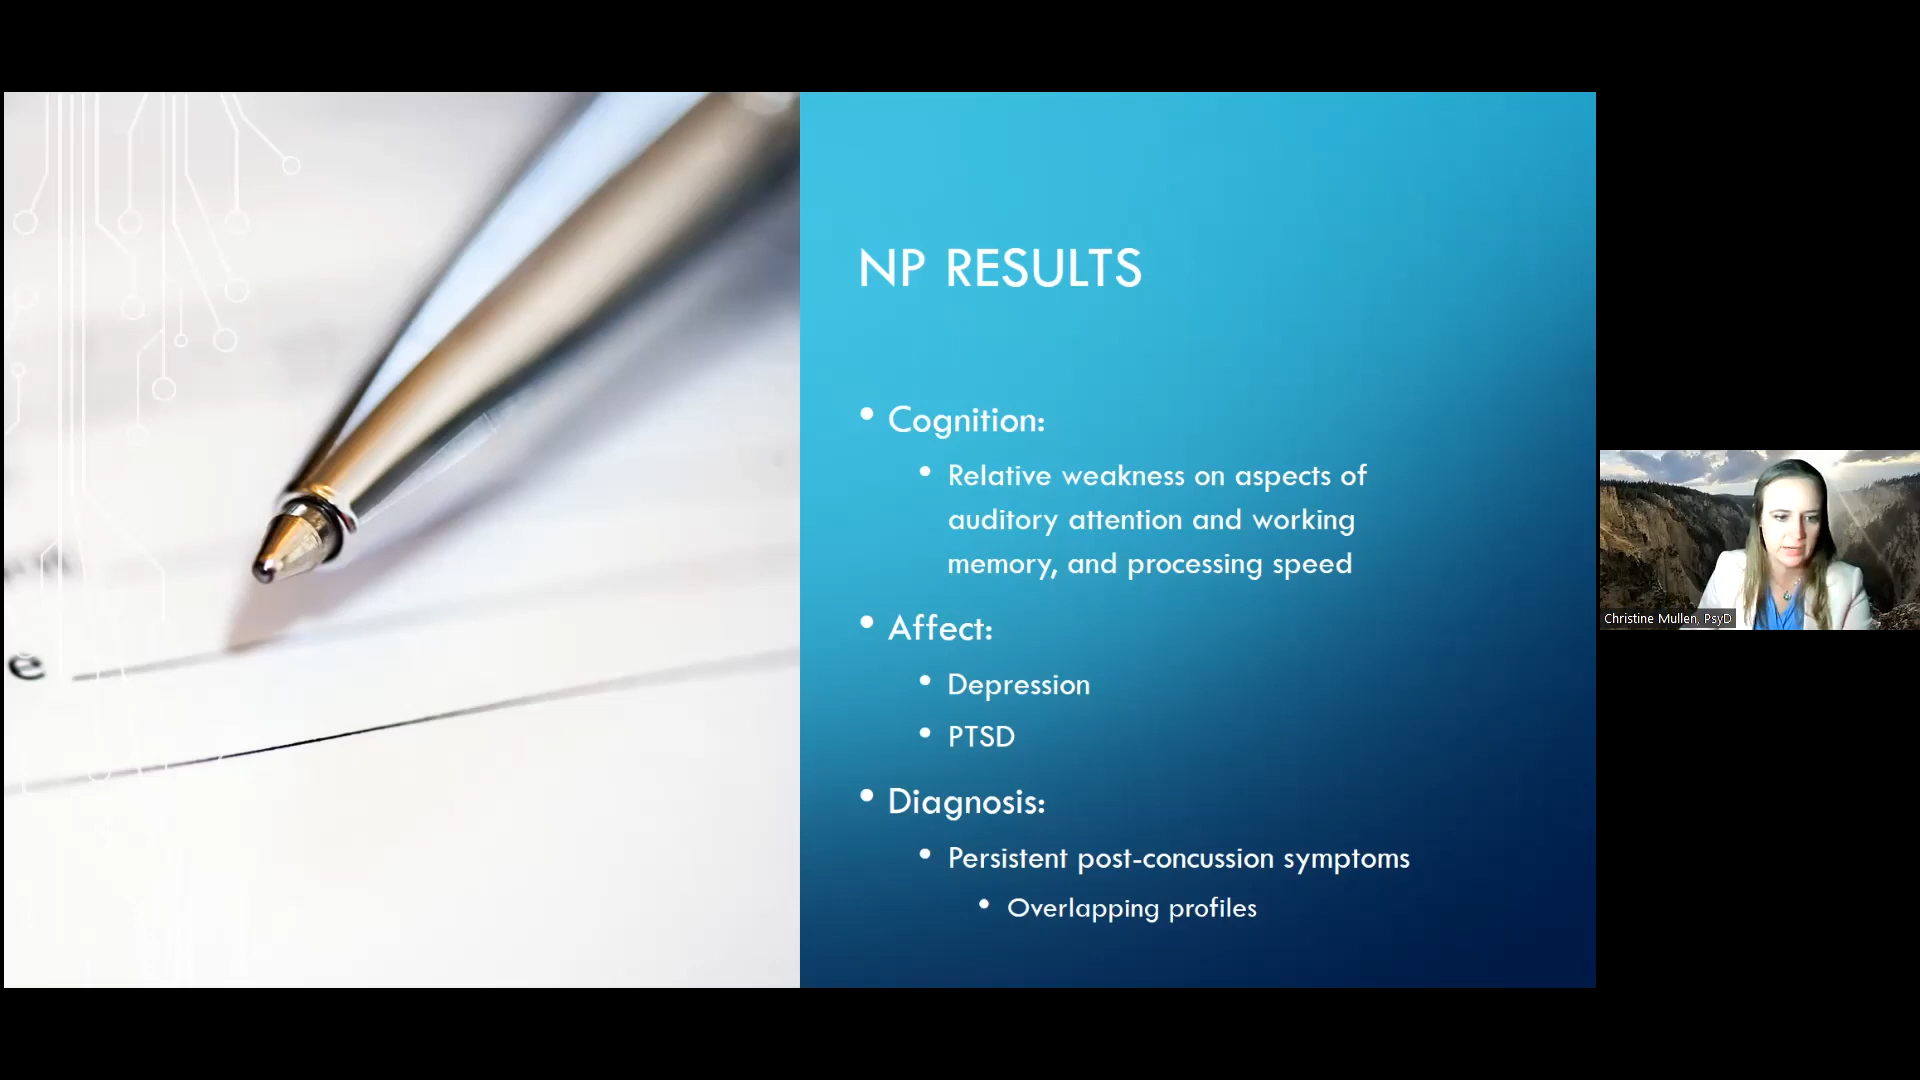 NP RESULTS
• Cognition:
• Relative weakness on aspects of
auditory attention and working
memory, and processing speed
• Affect:
• Depression
• PTSD
• Diagnosis:
• Persistent post-concussion symptoms
• Overlapping profiles
e
Christine Mullen, PsyD